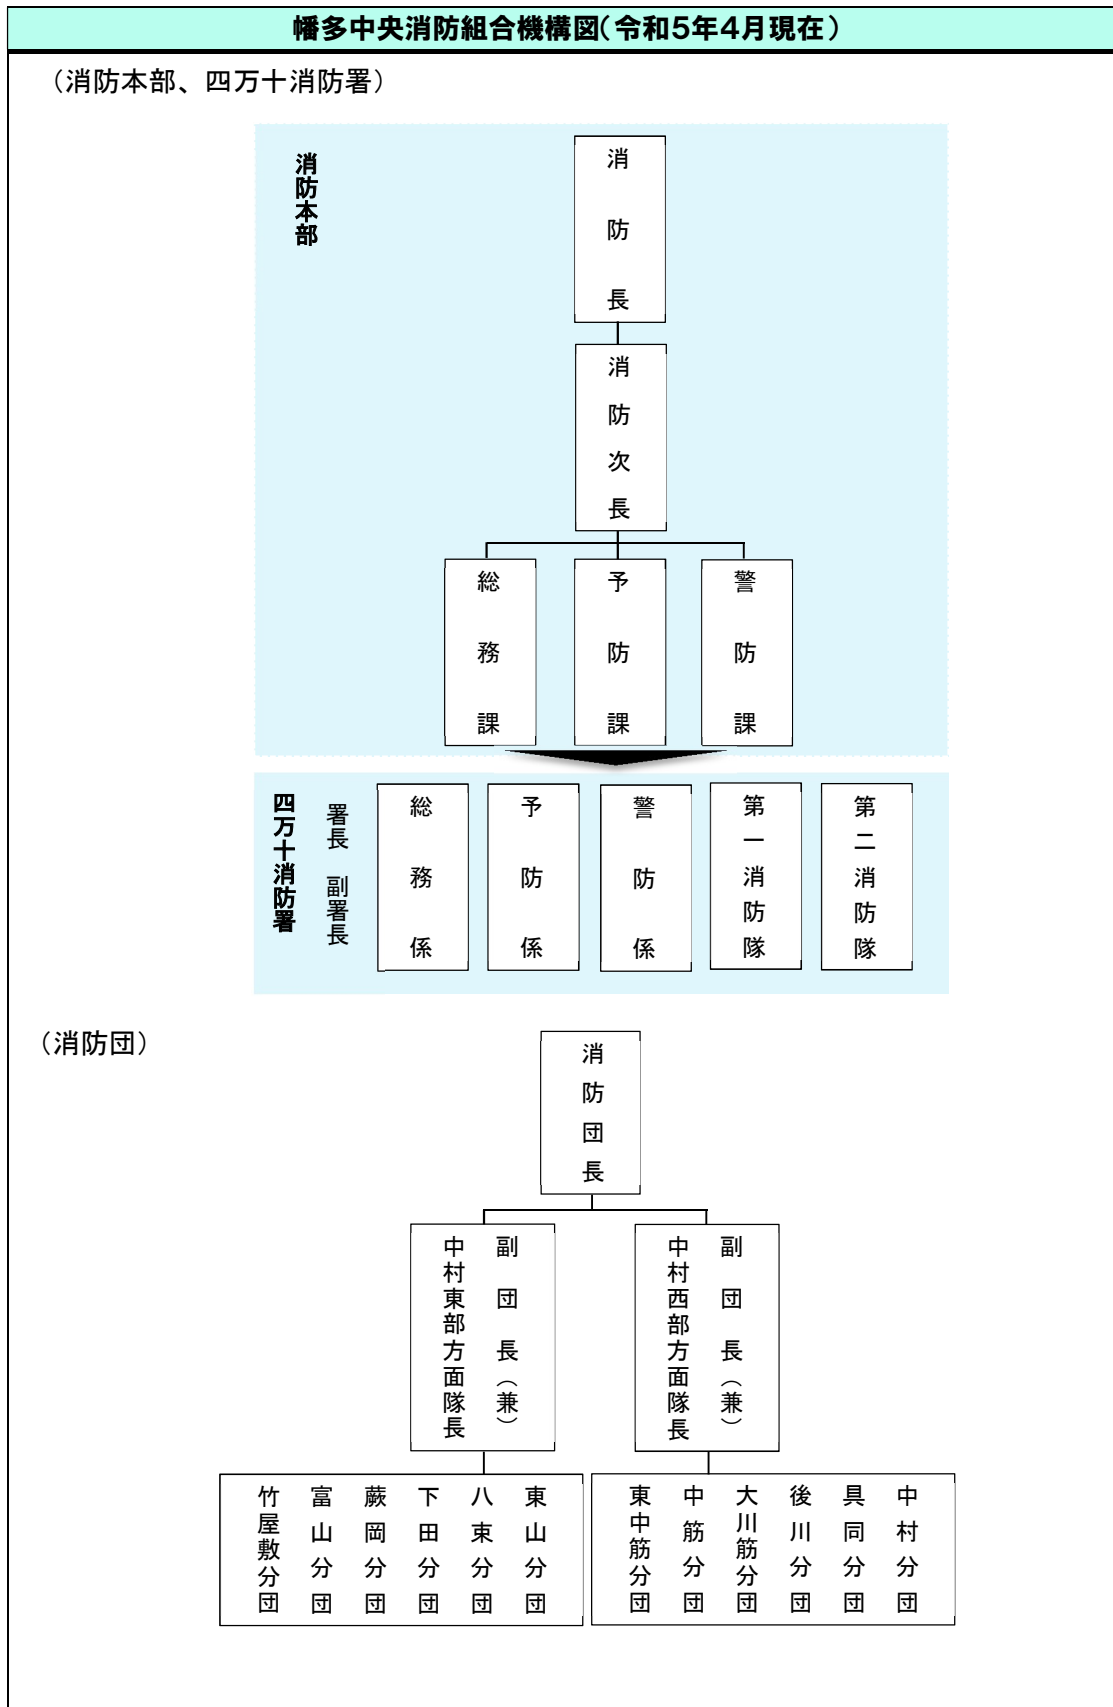 幡多中央消防組合機構図(令和5年4月現在)
（消防本部、四万十消防署）
消防本部
消防長
消防次長
総務課
予防課
警防課
四万十消防署
署長 副署長
総務係
予防係
警防係
第一消防隊
第二消防隊
（消防団）
消防団長
副団長（兼）
中村東部方面隊長
副団長（兼）
中村西部方面隊長
竹屋敷分団
富山分団
蕨岡分団
下田分団
八束分団
東山分団
東中筋分団
中筋分団
大川筋分団
後川分団
具同分団
中村分団